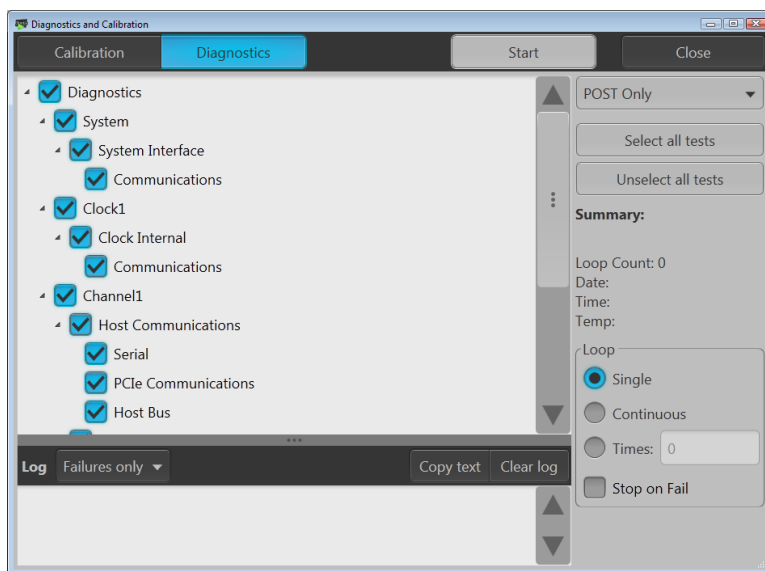 Diagnostics and Calibration
Calibration
Diagnostics
Start
Close
Diagnostics
System
System Interface
Communications
Clock1
Clock Internal
Communications
Channel1
Host Communications
Serial
PCIe Communications
Host Bus
POST Only
Select all tests
Unselect all tests
Summary:
Loop Count: 0
Date:
Time:
Temp:
Loop
Single
Continuous
Times: 0
Stop on Fail
Log Failures only
Copy text
Clear log